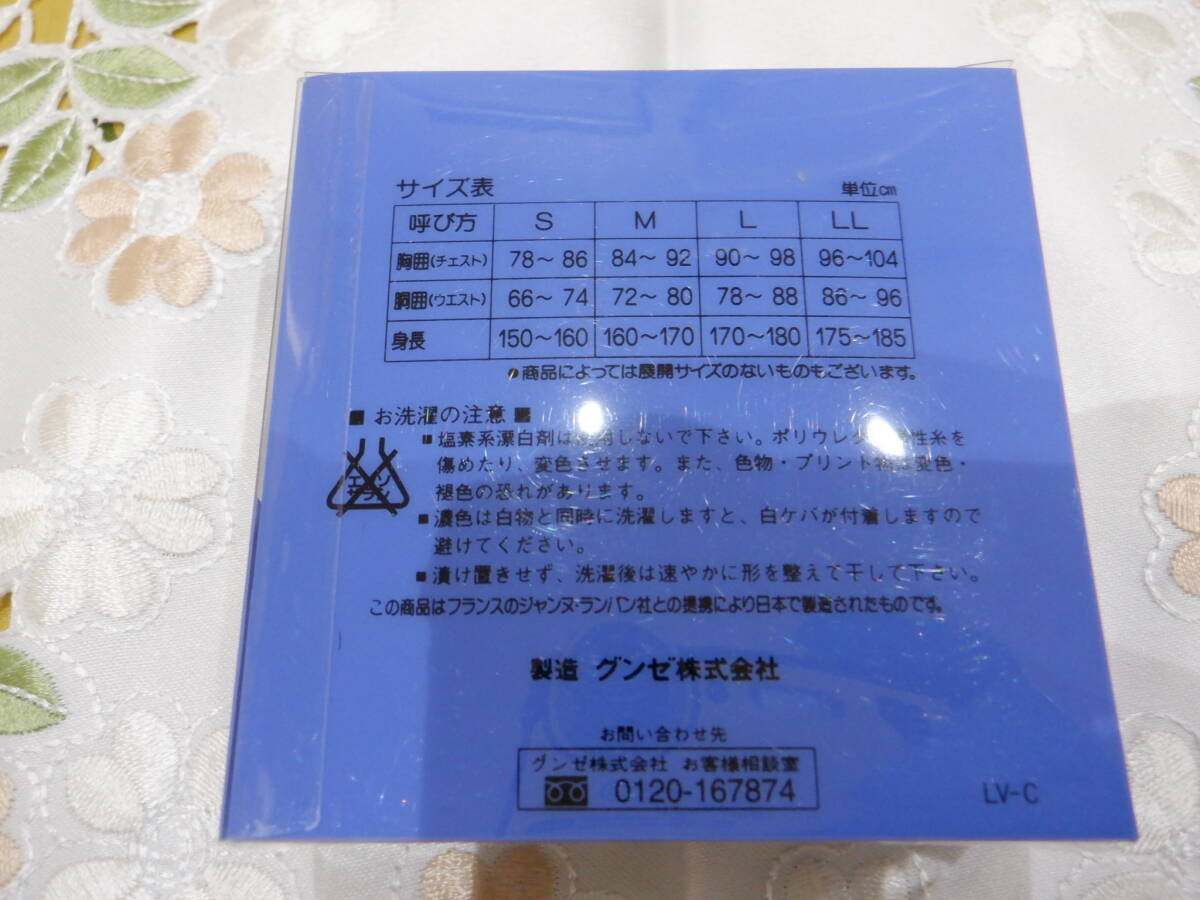 サイズ表 単位cm
呼び方 S M L LL
胸囲(チェスト) 78〜86 84〜92 90〜98 96〜104
胴囲(ウエスト) 66〜74 72〜80 78〜88 86〜96
身長 150〜160 160〜170 170〜180 175〜185
商品によっては展開サイズのないものもございます。
■ お洗濯の注意 ■
エンソ
サラシ
■塩素系漂白剤は使用しないで下さい。ポリウレタ 性糸を
傷めたり、変色させます。また、色物・プリント物は変色・
褪色の恐れがあります。
■濃色は白物と同時に洗濯しますと、白ケバが付着しますので
避けてください。
■漬け置きせず、洗濯後は速やかに形を整えて干して下さい。
この商品はフランスのジャンヌ・ランバン社との提携により日本で製造されたものです。
製造 グンゼ株式会社
お問い合わせ先
グンゼ株式会社 お客様相談室
0120-167874
LV-C